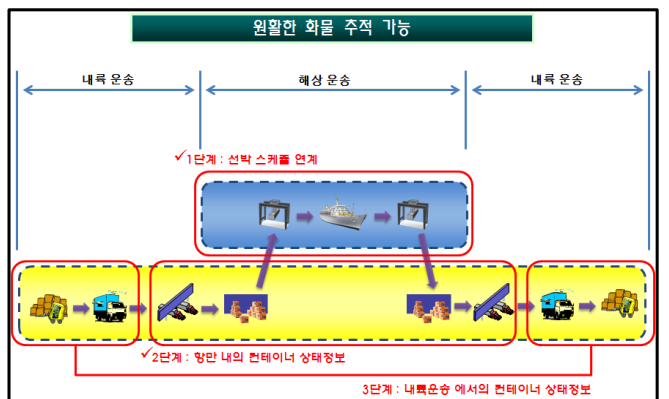 원활한 화물 추적 가능
내륙 운송
해상 운송
내륙 운송
✓1단계 : 선박 스케쥴 연계
✓2단계 : 항만 내의 컨테이너 상태정보
3단계 : 내륙운송 에서의 컨테이너 상태정보